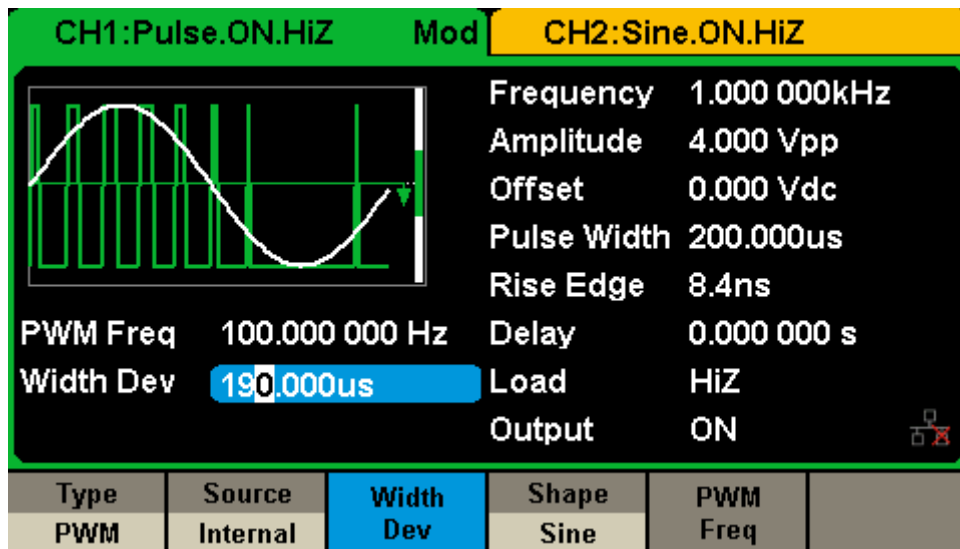 CH1:Pulse.ON.HiZ Mod CH2:Sine.ON.HiZ
Frequency 1.000 000kHz
Amplitude 4.000 Vpp
Offset 0.000 Vdc
Pulse Width 200.000us
Rise Edge 8.4ns
PWM Freq 100.000 000 Hz Delay 0.000 000 s
Width Dev 190.000us Load HiZ
Output ON
Type Source Width Dev Shape PWM Freq
PWM Internal Sine